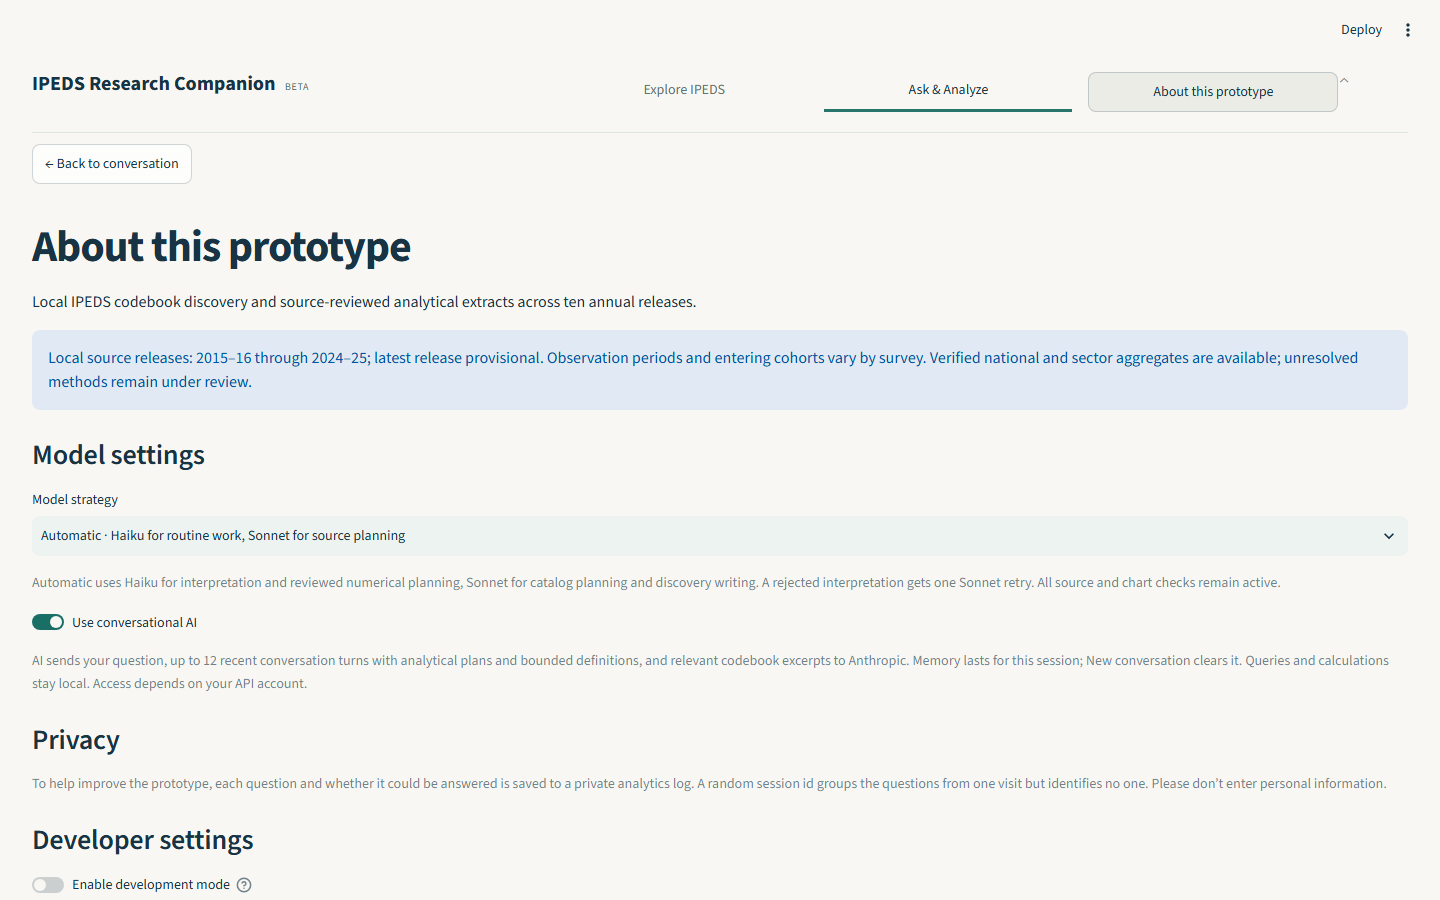 Deploy
IPEDS Research Companion BETA
Explore IPEDS
Ask & Analyze
About this prototype
← Back to conversation
About this prototype
Local IPEDS codebook discovery and source-reviewed analytical extracts across ten annual releases.
Local source releases: 2015–16 through 2024–25; latest release provisional. Observation periods and entering cohorts vary by survey. Verified national and sector aggregates are available; unresolved
methods remain under review.
Model settings
Model strategy
Automatic · Haiku for routine work, Sonnet for source planning
Automatic uses Haiku for interpretation and reviewed numerical planning, Sonnet for catalog planning and discovery writing. A rejected interpretation gets one Sonnet retry. All source and chart checks remain active.
Use conversational AI
AI sends your question, up to 12 recent conversation turns with analytical plans and bounded definitions, and relevant codebook excerpts to Anthropic. Memory lasts for this session; New conversation clears it. Queries and calculations
stay local. Access depends on your API account.
Privacy
To help improve the prototype, each question and whether it could be answered is saved to a private analytics log. A random session id groups the questions from one visit but identifies no one. Please don’t enter personal information.
Developer settings
Enable development mode